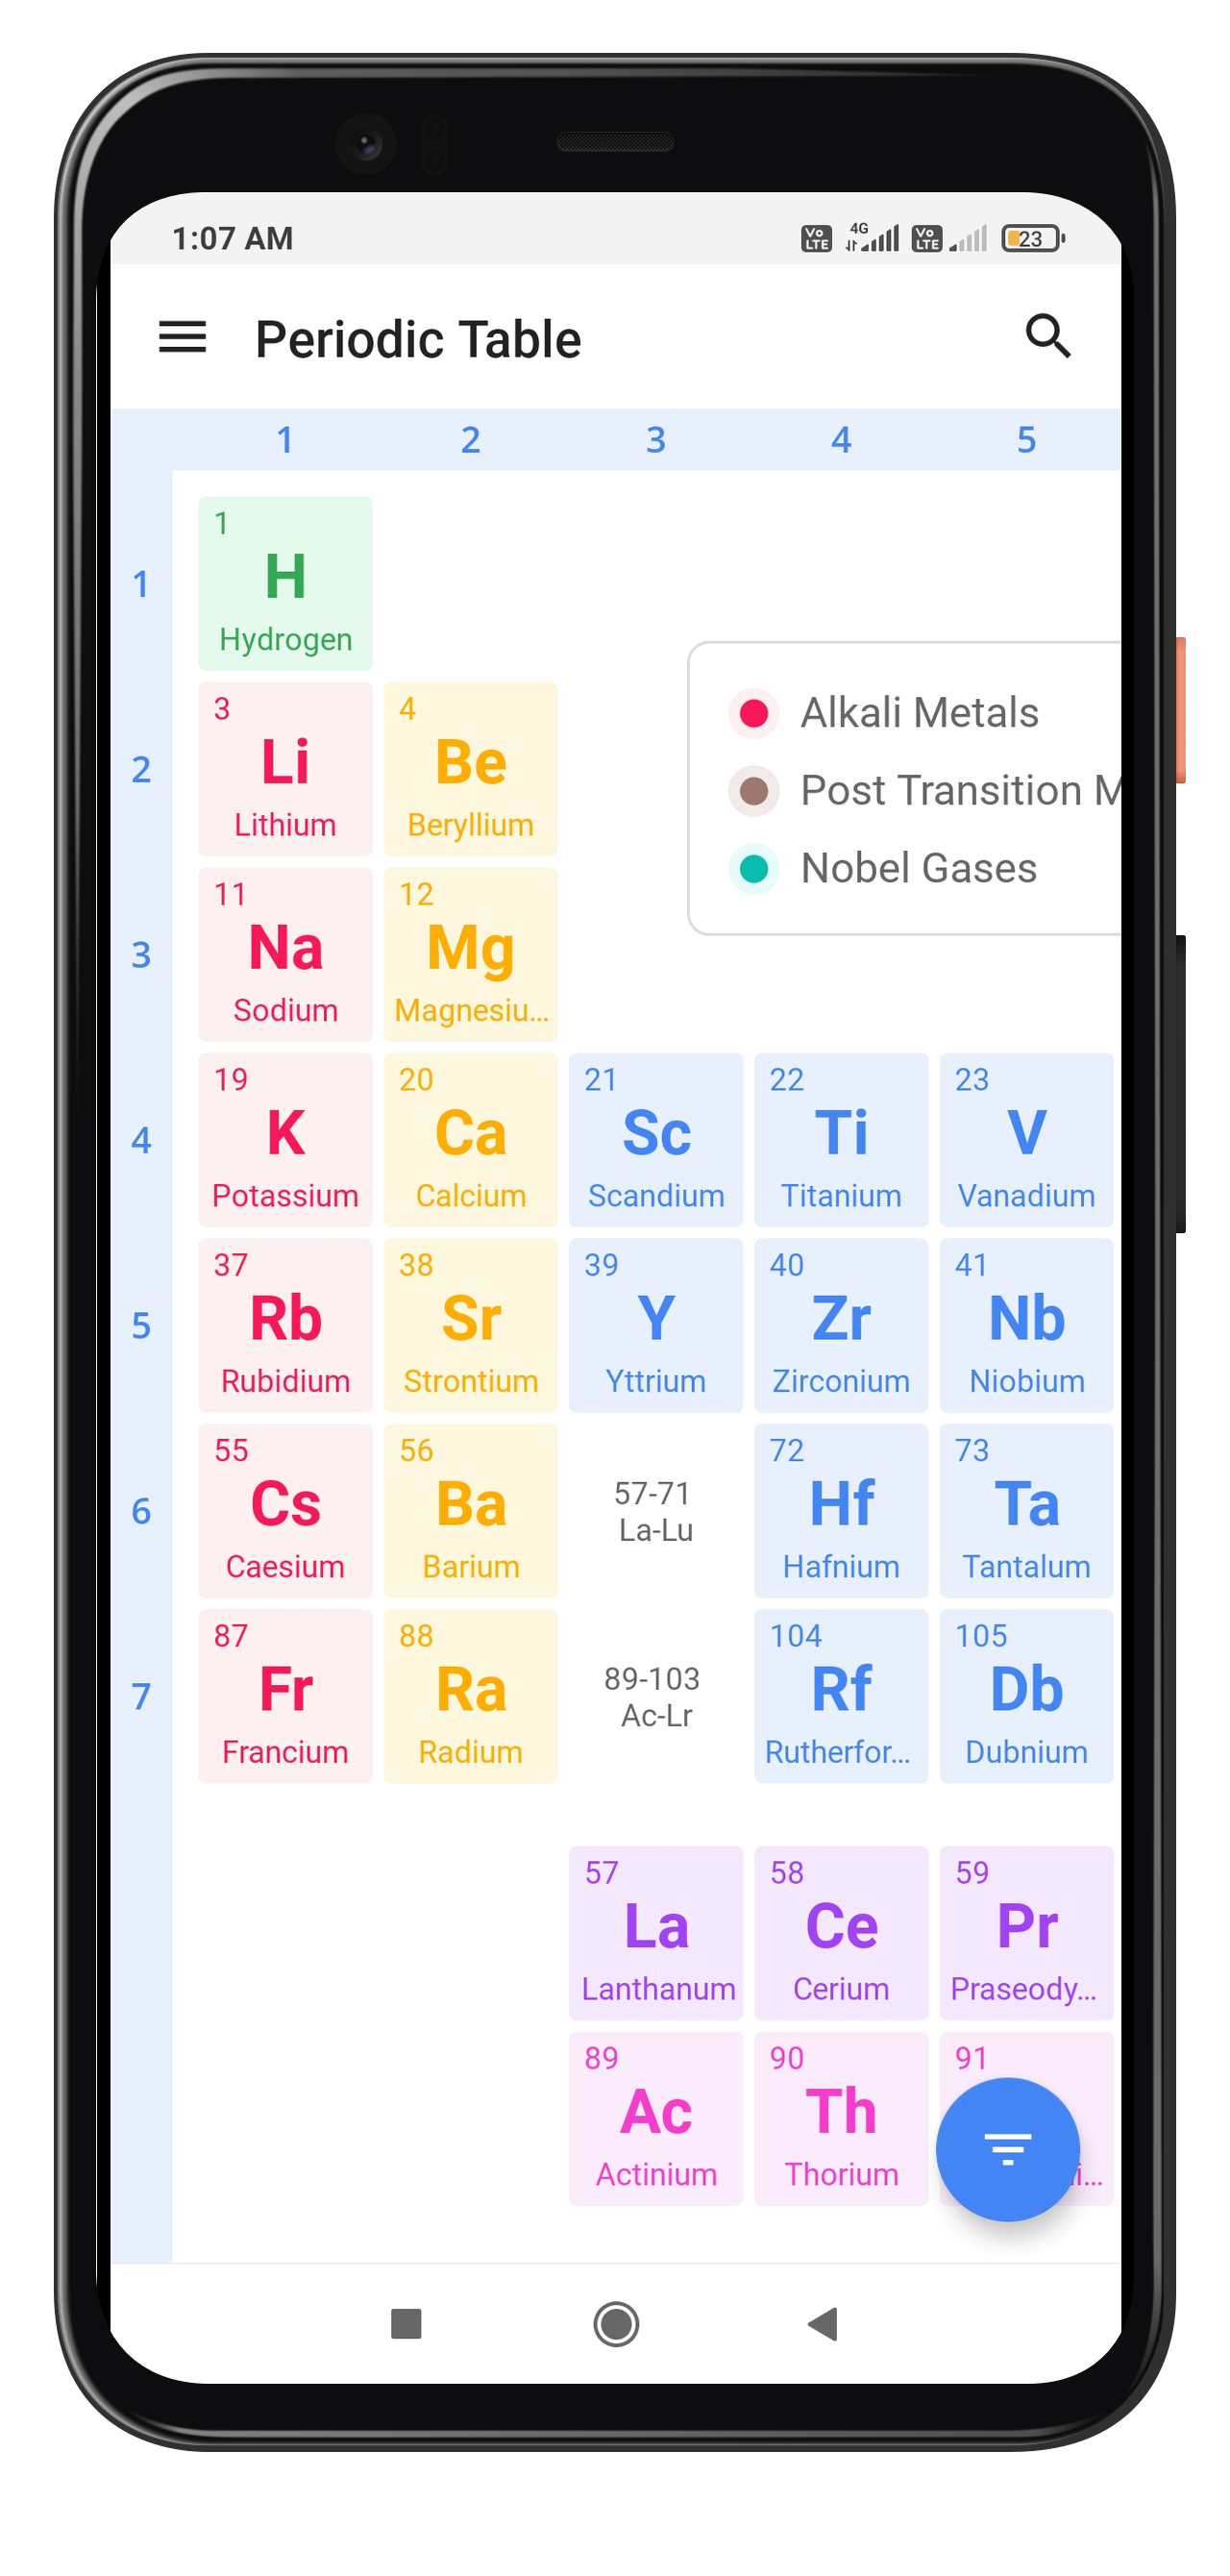 1:07 AM
Vo LTE 4G Vo LTE 23
Periodic Table
1 2 3 4 5
1
1
H
Hydrogen
Alkali Metals
Post Transition M
Nobel Gases
2
3 4
Li Be
Lithium Beryllium
3
11 12
Na Mg
Sodium Magnesiu...
4
19 20 21 22 23
K Ca Sc Ti V
Potassium Calcium Scandium Titanium Vanadium
5
37 38 39 40 41
Rb Sr Y Zr Nb
Rubidium Strontium Yttrium Zirconium Niobium
6
55 56 57-71 72 73
Cs Ba La-Lu Hf Ta
Caesium Barium Hafnium Tantalum
7
87 88 89-103 104 105
Fr Ra Ac-Lr Rf Db
Francium Radium Rutherfor... Dubnium
57 58 59
La Ce Pr
Lanthanum Cerium Praseody...
89 90 91
Ac Th
Actinium Thorium i...